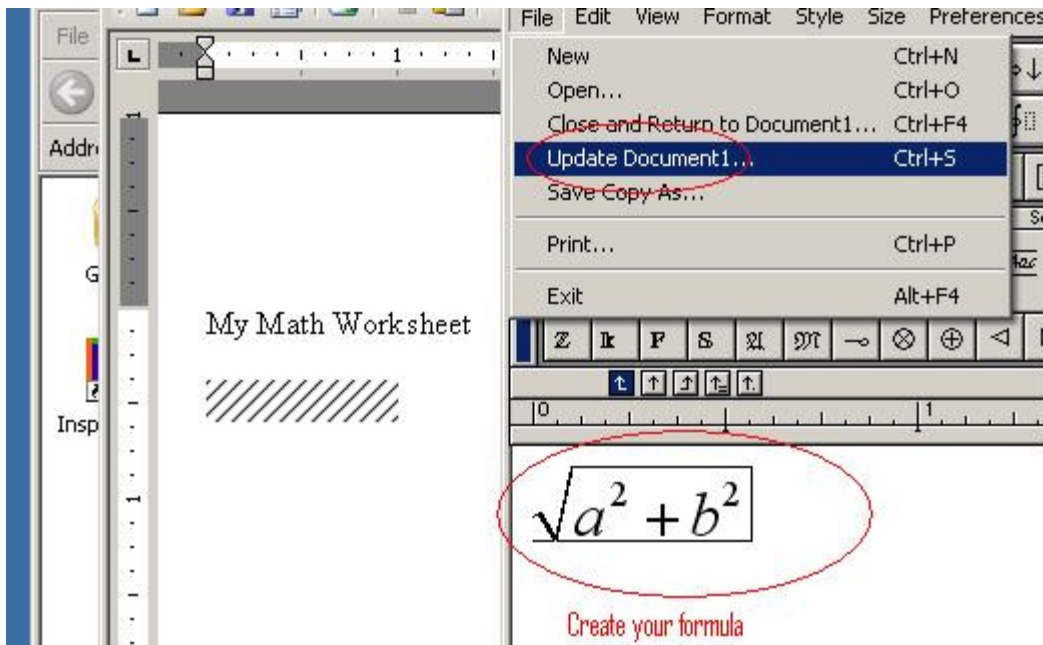 File
Addr
G
Insp
L
1
1
1
My Math Worksheet
File Edit View Format Style Size Preferences
New Ctrl+N
Open... Ctrl+O
Close and Return to Document1... Ctrl+F4
Update Document1... Ctrl+S
Save Copy As...
Print... Ctrl+P
Exit Alt+F4
ℤ 𝕜 𝔽 𝕊 𝔄 𝔐 ⊸ ⊗ ⊕ ◁
0 1
√a² + b²
Create your formula